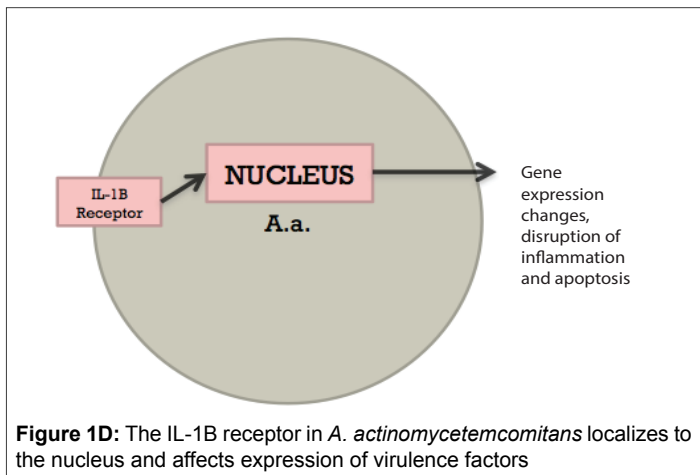 IL-1B
Receptor
NUCLEUS
A.a.
Gene
expression
changes,
disruption of
inflammation
and apoptosis
Figure 1D: The IL-1B receptor in A. actinomycetemcomitans localizes to
the nucleus and affects expression of virulence factors